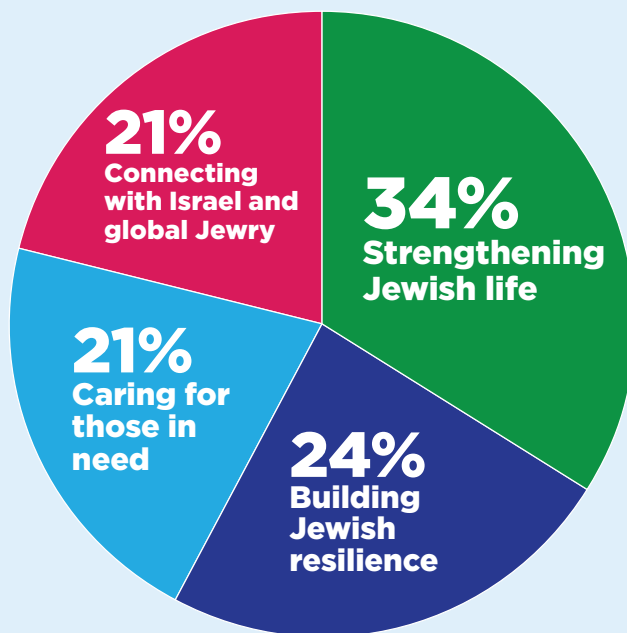 21%
Connecting
with Israel and
global Jewry
34%
Strengthening
Jewish life
21%
Caring for
those in
need
24%
Building
Jewish
resilience